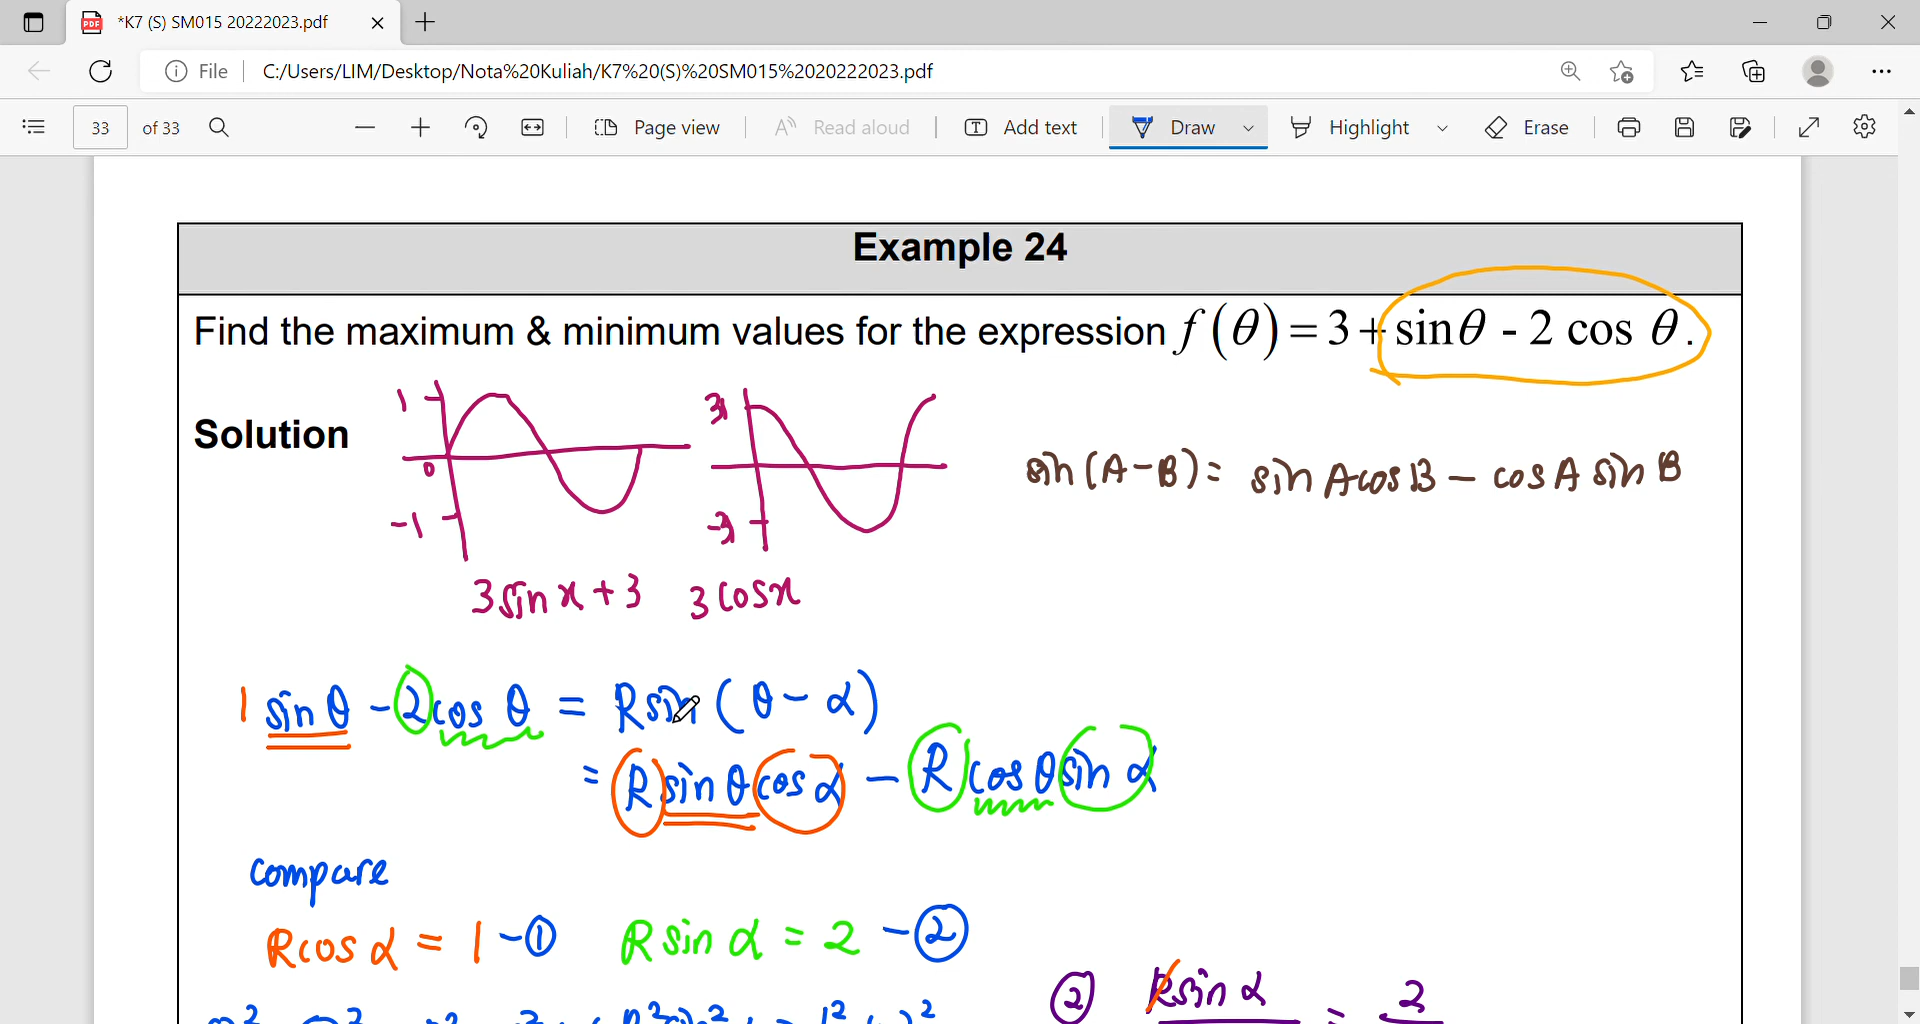 *K7 (S) SM015 20222023.pdf
File C:/Users/LIM/Desktop/Nota%20Kuliah/K7%20(S)%20SM015%2020222023.pdf
33 of 33 Page view Read aloud Add text Draw Highlight Erase
Example 24
Find the maximum & minimum values for the expression f(θ) = 3 + sinθ - 2 cos θ.
Solution
1
0
-1
sin(A-B) = sin A cos B - cos A sin B
3 sin x + 3 3 cos x
1 sin θ - 2 cos θ = R sin (θ - α)
= R sin θ cos α - R cos θ sin α
compare
R cos α = 1 - ① R sin α = 2 - ②
② R sin α = 2